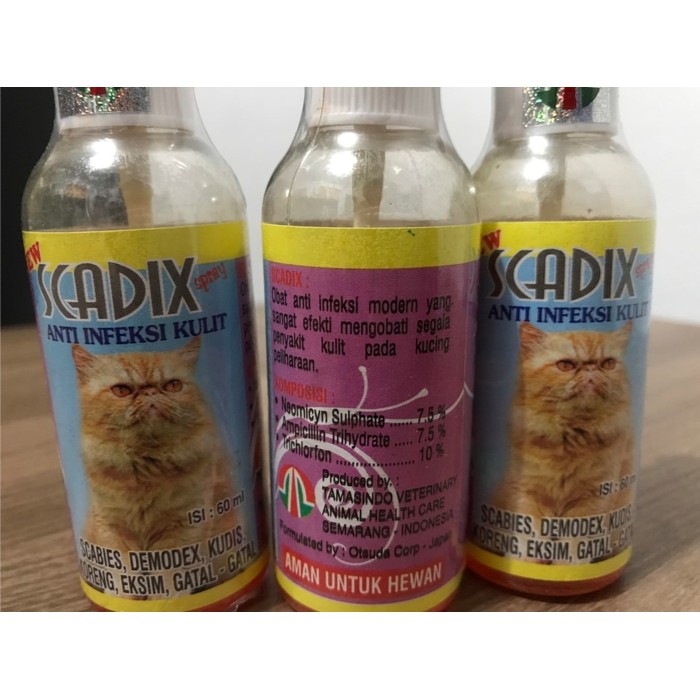 NEW
SCADIX
spray
ANTI INFEKSI KULIT
ISI : 60 ml
SCABIES, DEMODEX, KUDIS,
KORENG, EKSIM, GATAL - GATAL
SCADIX :
Obat anti infeksi modern yang
sangat efekti mengobati segala
penyakit kulit pada kucing
peliharaan.
KOMPOSISI :
• Neomicyn Sulphate ...... 7.5 %
• Ampicillin Trihydrate ..... 7.5 %
• Trichlorfon ..................... 10 %
Produced by. :
TAMASINDO VETERINARY
ANIMAL HEALTH CARE
SEMARANG - INDONESIA
Formulated by : Otsuda Corp - Japan
AMAN UNTUK HEWAN
NEW
SCADIX
spray
ANTI INFEKSI KULIT
ISI : 60 ml
SCABIES, DEMODEX, KUDIS,
KORENG, EKSIM, GATAL - GATAL